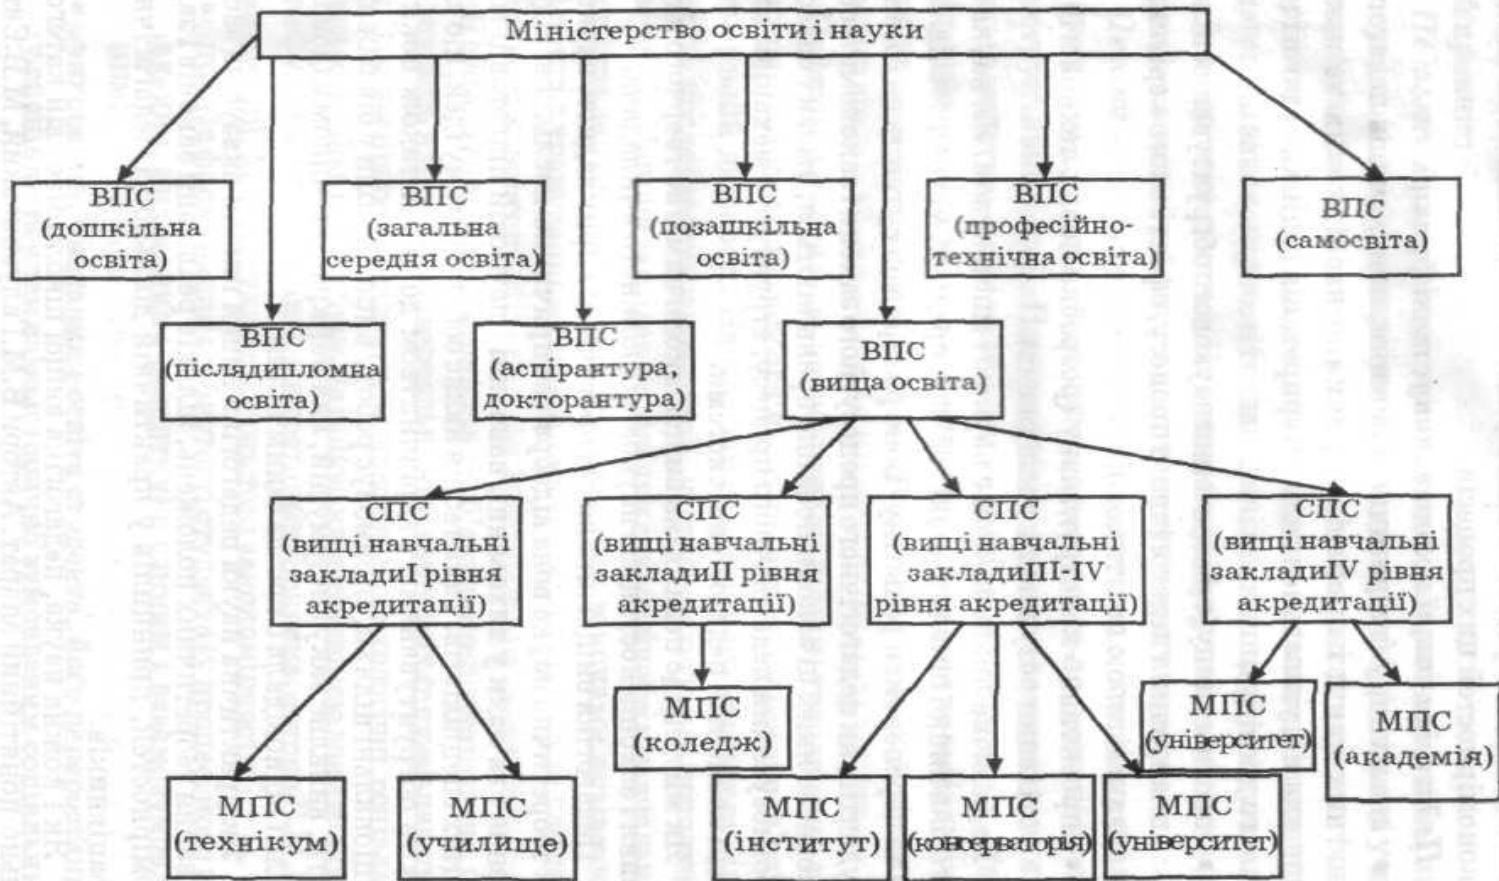 Міністерство освіти і науки
ВПС
(дошкільна
освіта)
ВПС
(загальна
середня освіта)
ВПС
(позашкільна
освіта)
ВПС
(професійно-
технічна освіта)
ВПС
(самосвіта)
ВПС
(післядипломна
освіта)
ВПС
(аспірантура,
докторантура)
ВПС
(вища освіта)
СПС
(вищі навчальні
закладиI рівня
акредитації)
СПС
(вищі навчальні
закладиII рівня
акредитації)
СПС
(вищі навчальні
закладиIII-IV
рівня акредитації)
СПС
(вищі навчальні
закладиIV рівня
акредитації)
МПС
(коледж)
МПС
(університет)
МПС
(академія)
МПС
(технікум)
МПС
(училище)
МПС
(інститут)
МПС
(консерваторія)
МПС
(університет)